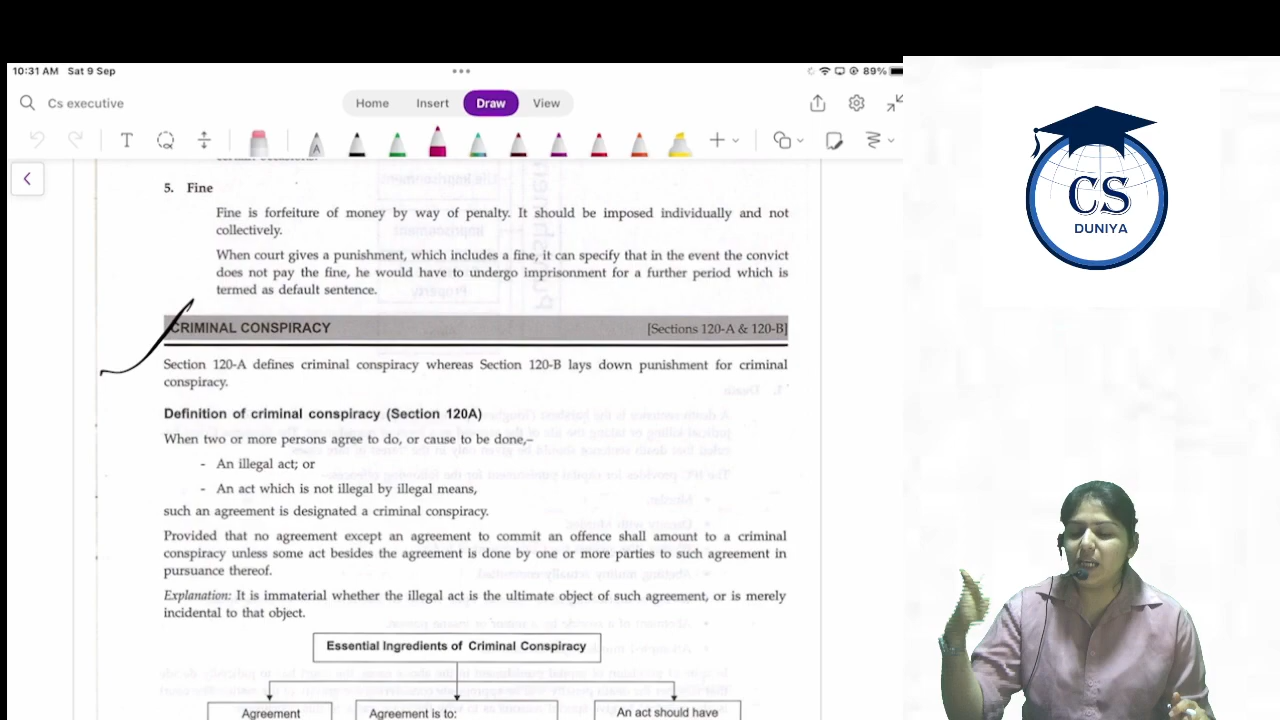 10:31 AM Sat 9 Sep
89%
Cs executive
Home Insert Draw View
T
A
5. Fine
Fine is forfeiture of money by way of penalty. It should be imposed individually and not
collectively.
When court gives a punishment, which includes a fine, it can specify that in the event the convict
does not pay the fine, he would have to undergo imprisonment for a further period which is
termed as default sentence.
CRIMINAL CONSPIRACY [Sections 120-A & 120-B]
Section 120-A defines criminal conspiracy whereas Section 120-B lays down punishment for criminal
conspiracy.
Definition of criminal conspiracy (Section 120A)
When two or more persons agree to do, or cause to be done,–
- An illegal act; or
- An act which is not illegal by illegal means,
such an agreement is designated a criminal conspiracy.
Provided that no agreement except an agreement to commit an offence shall amount to a criminal
conspiracy unless some act besides the agreement is done by one or more parties to such agreement in
pursuance thereof.
Explanation: It is immaterial whether the illegal act is the ultimate object of such agreement, or is merely
incidental to that object.
Essential Ingredients of Criminal Conspiracy
Agreement
Agreement is to:
An act should have
CS
DUNIYA